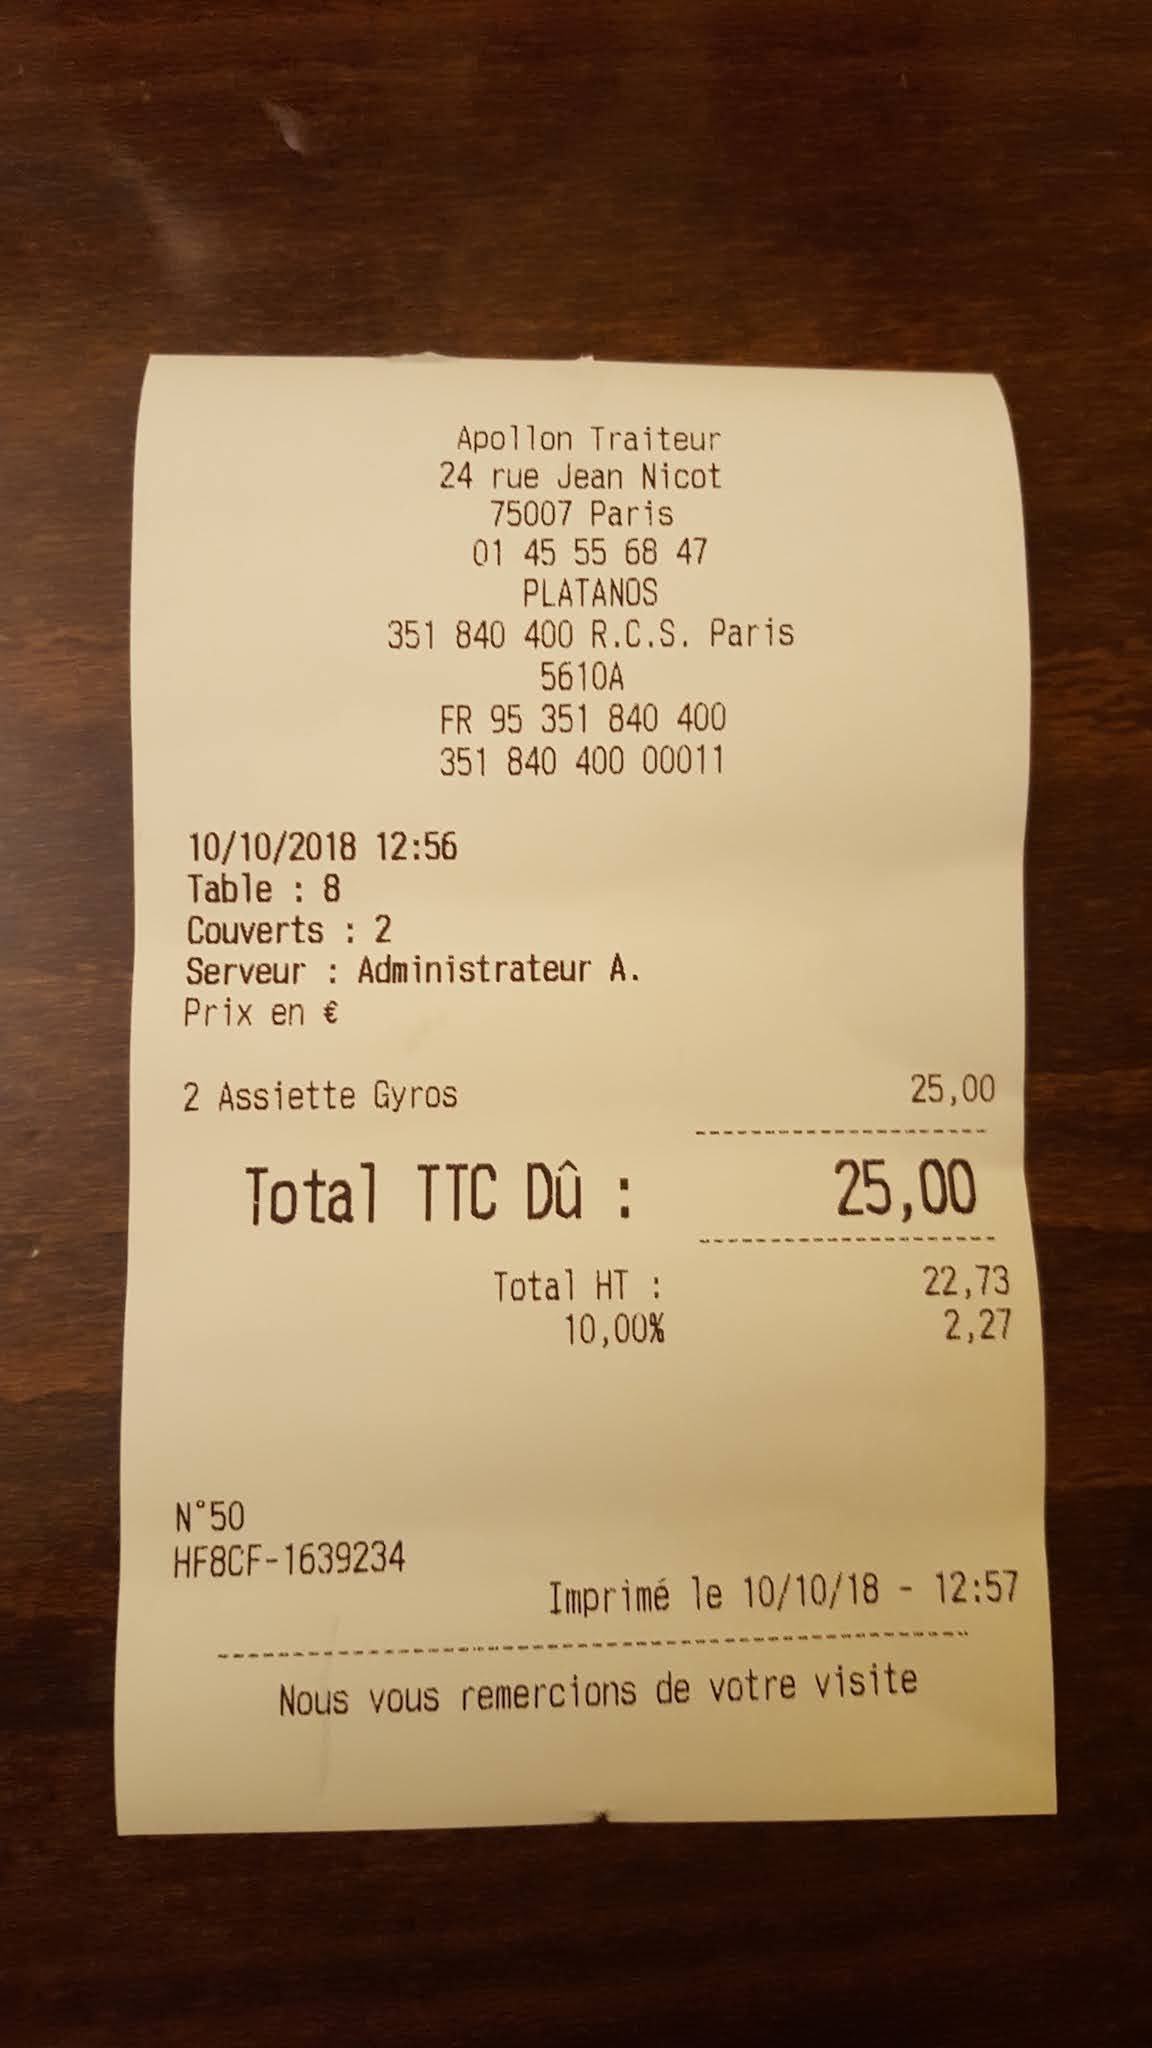 Apollon Traiteur
24 rue Jean Nicot
75007 Paris
01 45 55 68 47
PLATANOS
351 840 400 R.C.S. Paris
5610A
FR 95 351 840 400
351 840 400 00011
10/10/2018 12:56
Table : 8
Couverts : 2
Serveur : Administrateur A.
Prix en €
2 Assiette Gyros 25,00
Total TTC Dû : 25,00
Total HT : 22,73
10,00% 2,27
N°50
HF8CF-1639234
Imprimé le 10/10/18 - 12:57
Nous vous remercions de votre visite